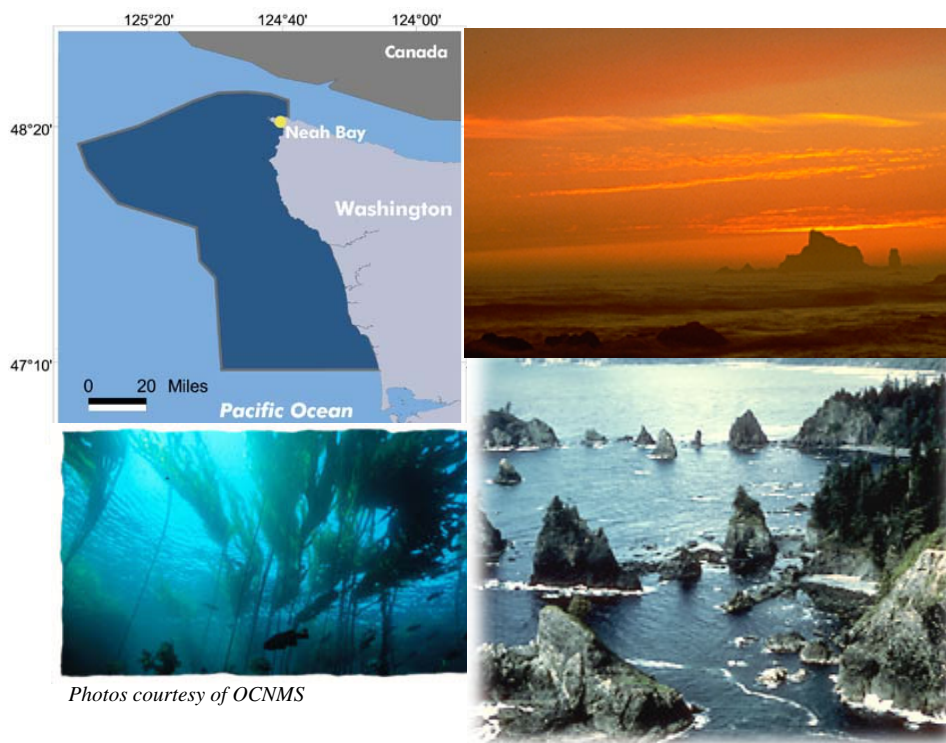 125°20' 124°40 124°00
Canada
48°20'
Neah Bay
Washington
47°10'
0 20 Miles
Pacific Ocean
Photos courtesy of OCNMS